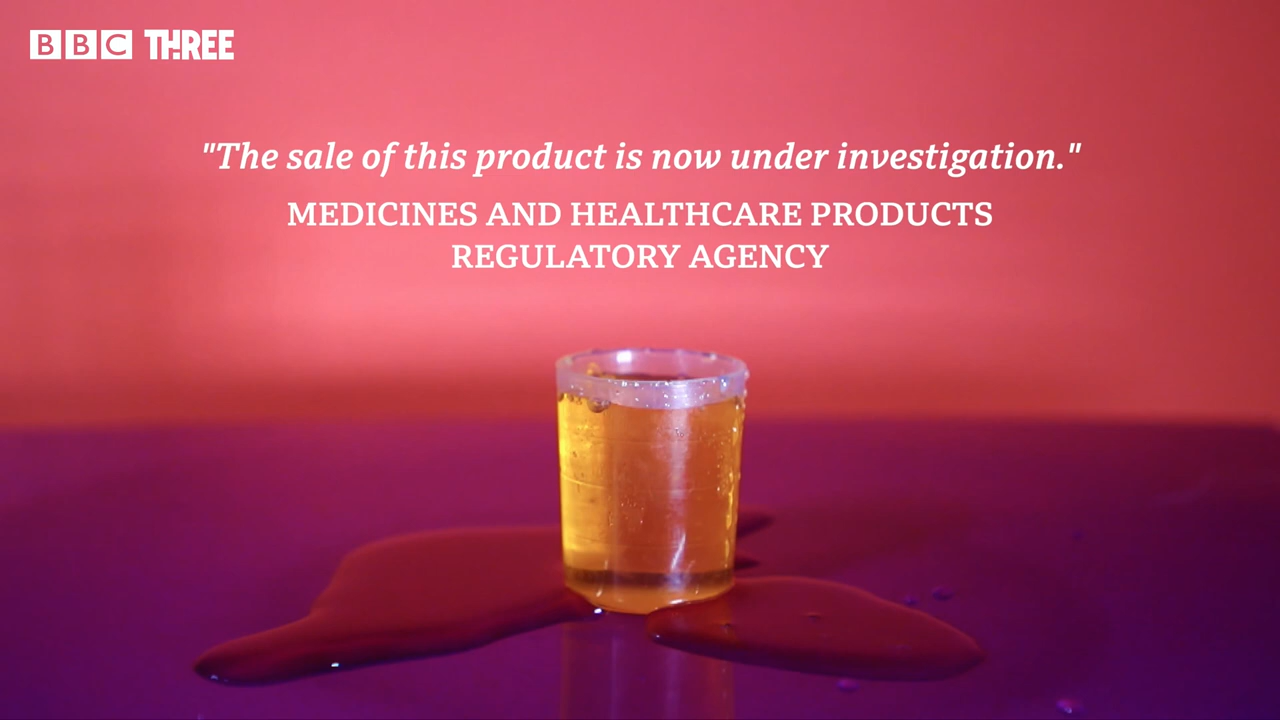 BBC THREE
"The sale of this product is now under investigation."
MEDICINES AND HEALTHCARE PRODUCTS
REGULATORY AGENCY